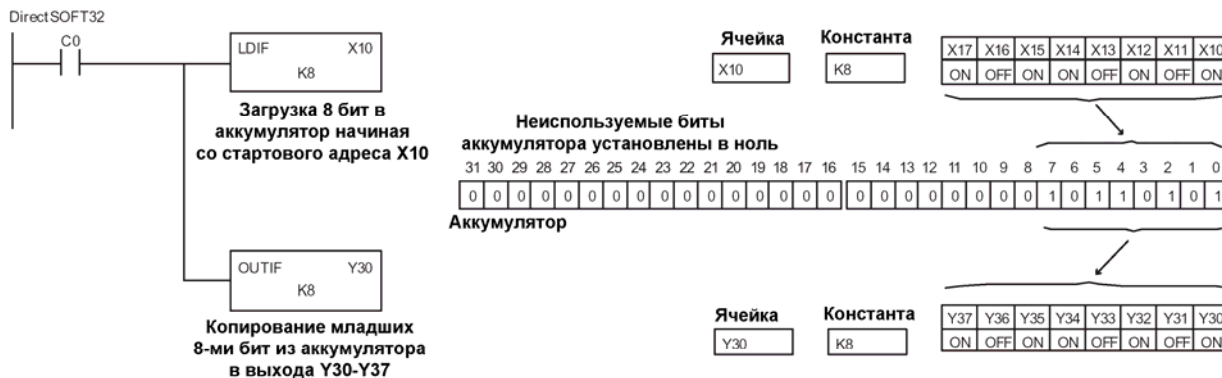 DirectSOFT32
C0
LDIF X10
K8
Загрузка 8 бит в
аккумулятор начиная
со стартового адреса X10
OUTIF Y30
K8
Копирование младших
8-ми бит из аккумулятора
в выхода Y30-Y37
Ячейка Константа
X10 K8
X17 X16 X15 X14 X13 X12 X11 X10
ON OFF ON ON OFF ON OFF ON
Неиспользуемые биты
аккумулятора установлены в ноль
31 30 29 28 27 26 25 24 23 22 21 20 19 18 17 16 15 14 13 12 11 10 9 8 7 6 5 4 3 2 1 0
0 0 0 0 0 0 0 0 0 0 0 0 0 0 0 0 0 0 0 0 0 0 0 0 1 0 1 1 0 1 0 1
Аккумулятор
Ячейка Константа
Y30 K8
Y37 Y36 Y35 Y34 Y33 Y32 Y31 Y30
ON OFF ON ON OFF ON OFF ON